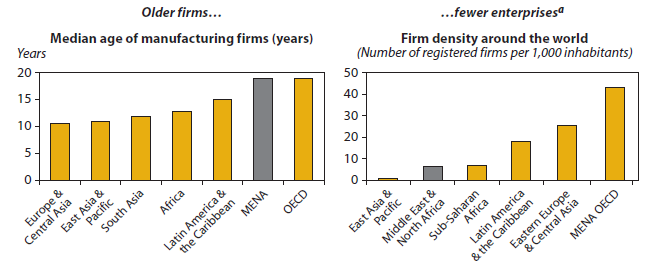 Older firms…
Median age of manufacturing firms (years)
Years
20
15
10
5
0
Europe &
Central Asia
East Asia &
Pacific
South Asia
Africa
Latin America &
the Caribbean
MENA
OECD
…fewer enterprisesa
Firm density around the world
(Number of registered firms per 1,000 inhabitants)
50
40
30
20
10
0
East Asia &
Pacific
Middle East &
North Africa
Sub-Saharan
Africa
Latin America
& the Caribbean
Eastern Europe
& Central Asia
MENA OECD